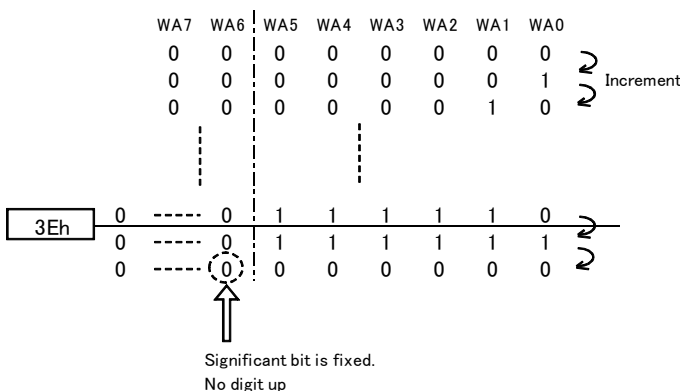 WA7 WA6 WA5 WA4 WA3 WA2 WA1 WA0
0 0 0 0 0 0 0 0
0 0 0 0 0 0 0 1 Increment
0 0 0 0 0 0 1 0
3Eh 0 0 1 1 1 1 1 0
0 0 1 1 1 1 1 1
0 0 0 0 0 0 0 0
Significant bit is fixed.
No digit up